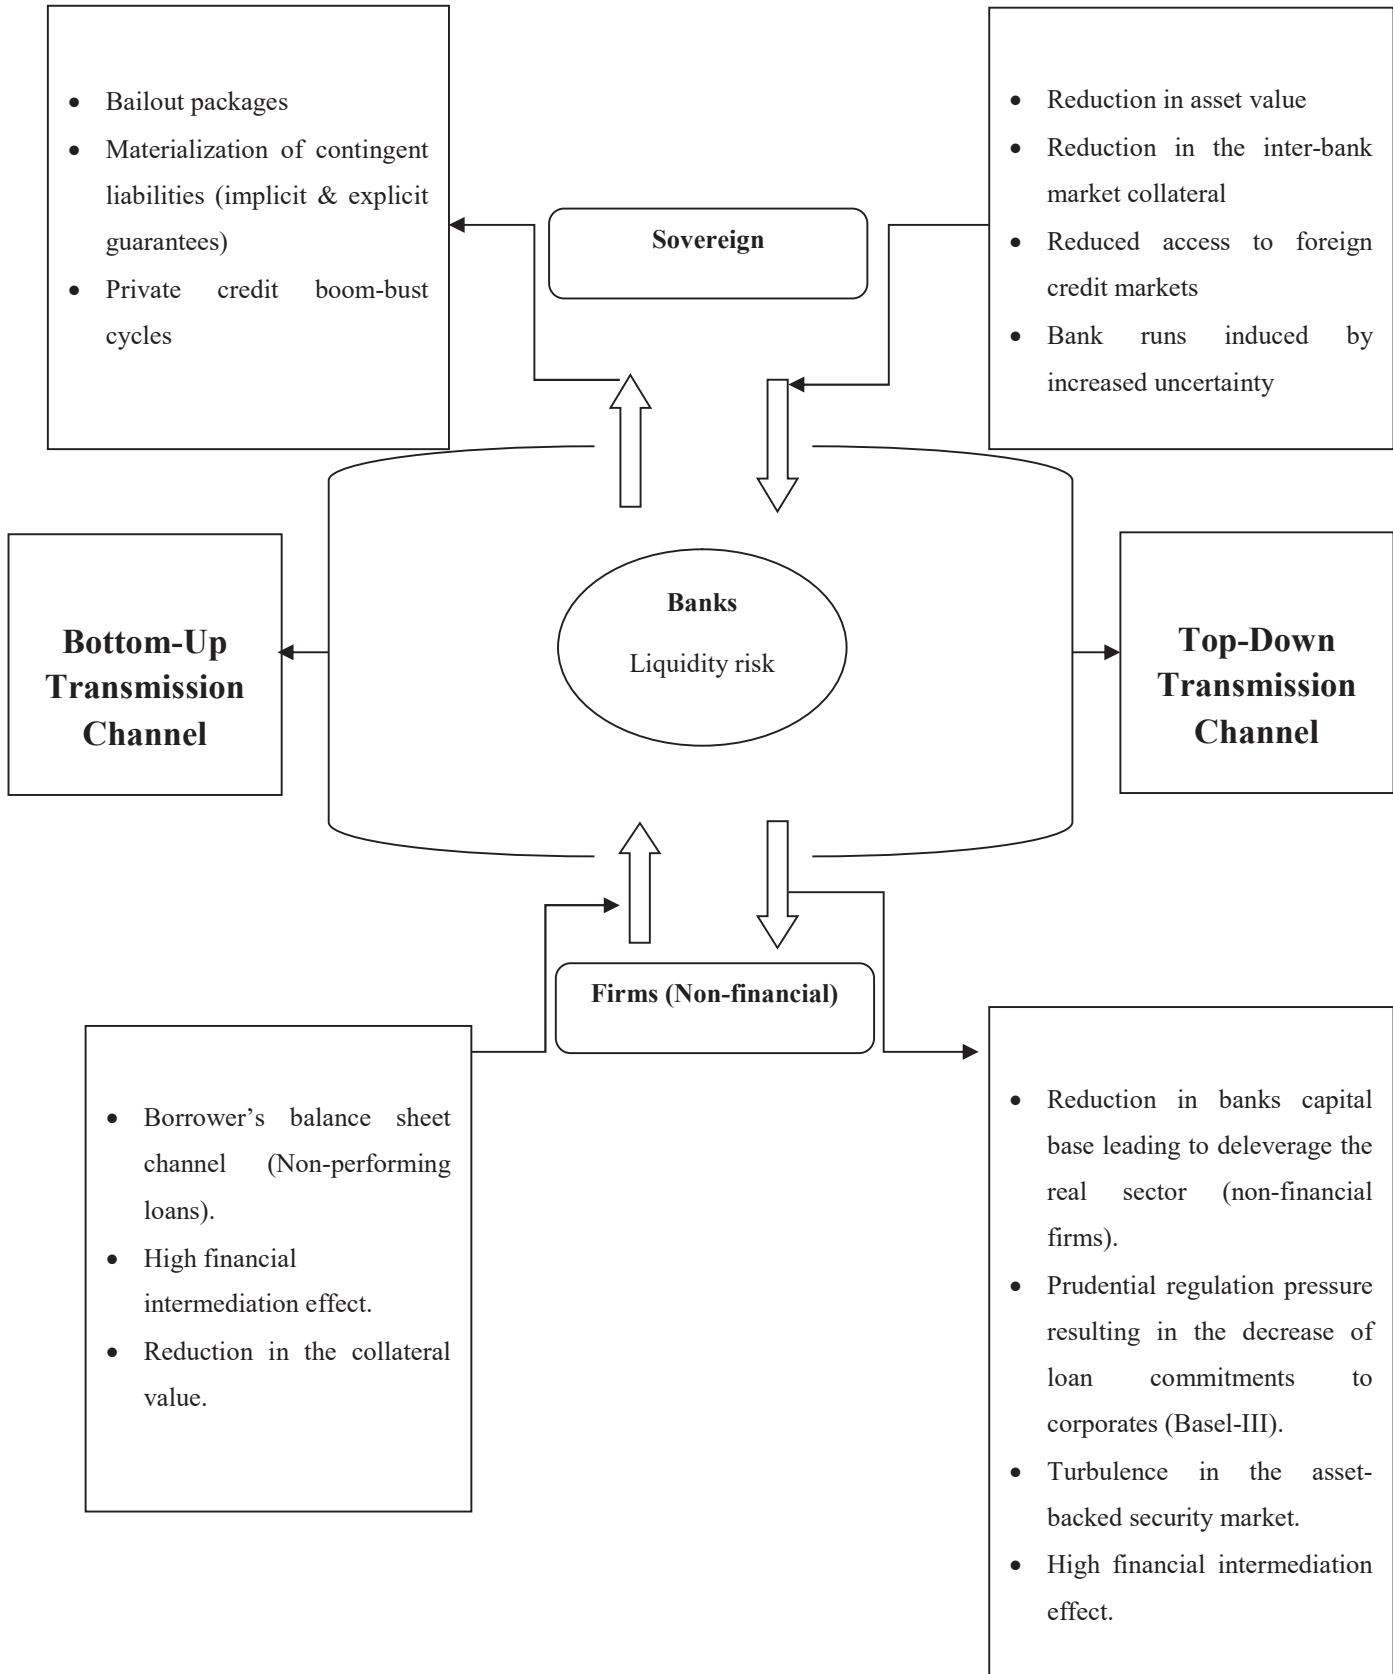 • Bailout packages
• Materialization of contingent
liabilities (implicit & explicit
guarantees)
• Private credit boom-bust
cycles
Sovereign
• Reduction in asset value
• Reduction in the inter-bank
market collateral
• Reduced access to foreign
credit markets
• Bank runs induced by
increased uncertainty
Bottom-Up
Transmission
Channel
Banks
Liquidity risk
Top-Down
Transmission
Channel
Firms (Non-financial)
• Borrower’s balance sheet
channel (Non-performing
loans).
• High financial
intermediation effect.
• Reduction in the collateral
value.
• Reduction in banks capital
base leading to deleverage the
real sector (non-financial
firms).
• Prudential regulation pressure
resulting in the decrease of
loan commitments to
corporates (Basel-III).
• Turbulence in the asset-
backed security market.
• High financial intermediation
effect.